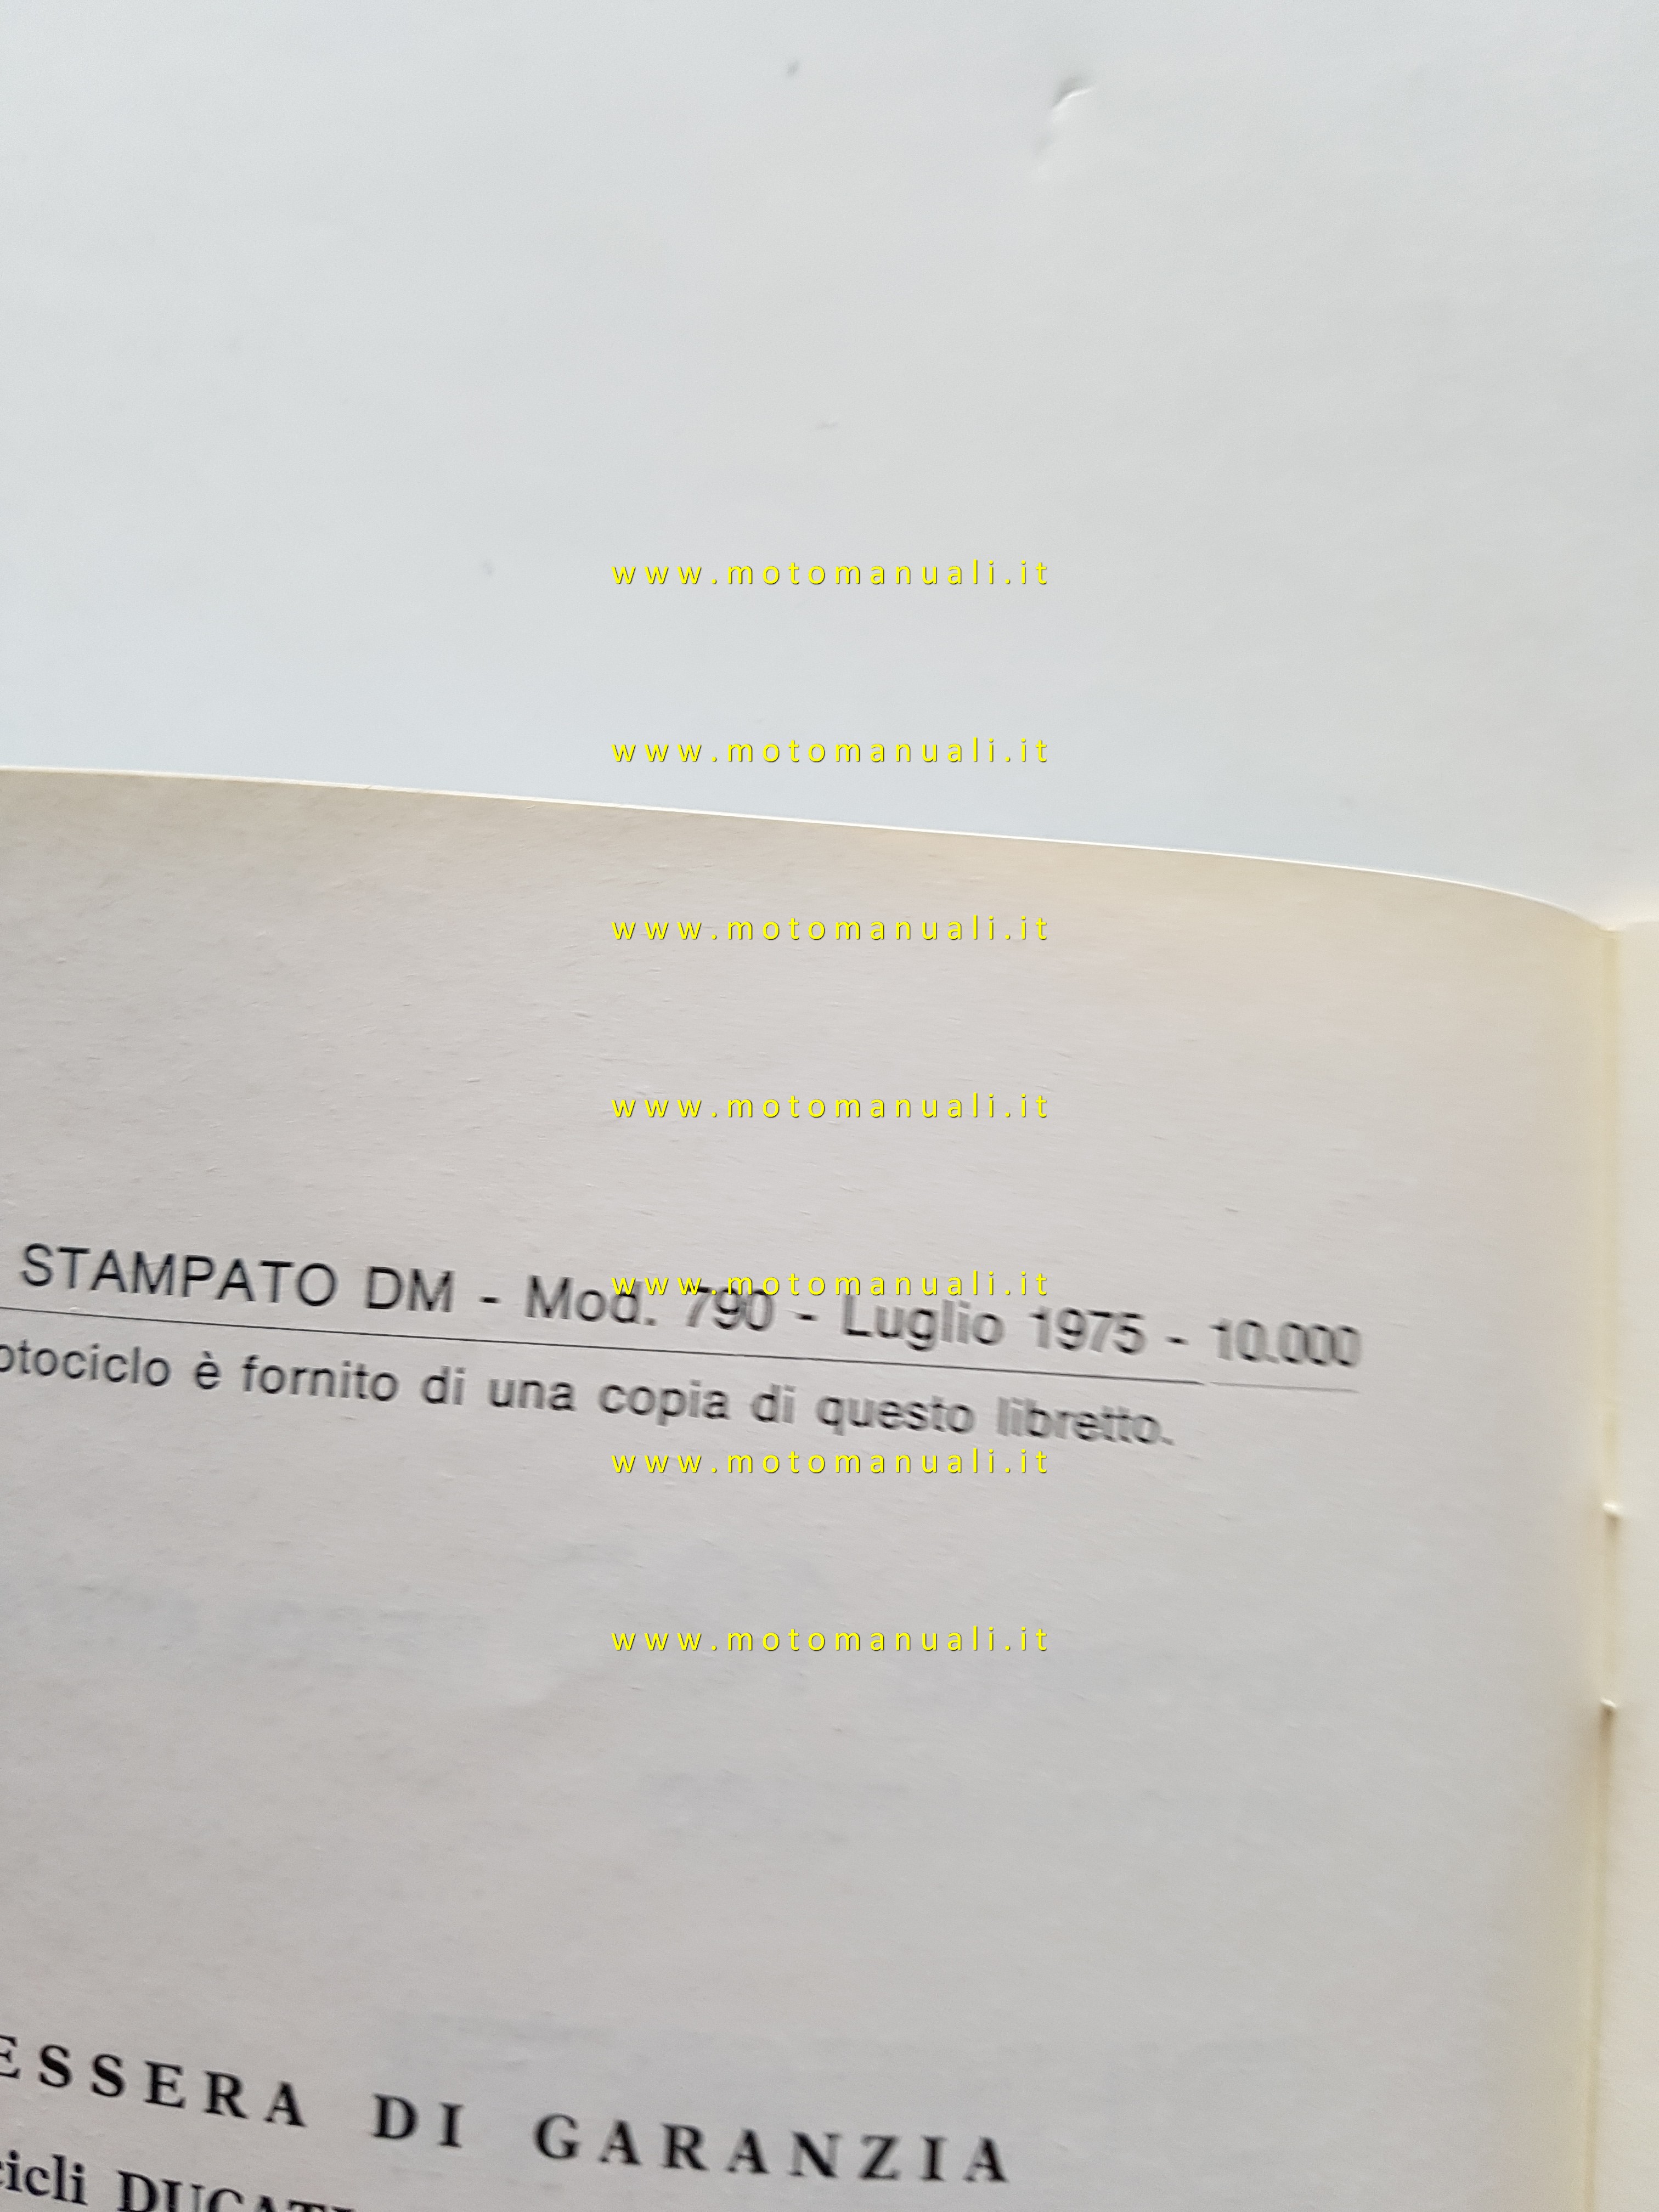 www.motomanuali.it
www.motomanuali.it
www.motomanuali.it
www.motomanuali.it
www.motomanuali.it
STAMPATO DM - Mod. 790 - Luglio 1975 - 10.000
otociclo è fornito di una copia di questo libretto.
www.motomanuali.it
www.motomanuali.it
ESSERA DI GARANZIA
cicli DUCATI